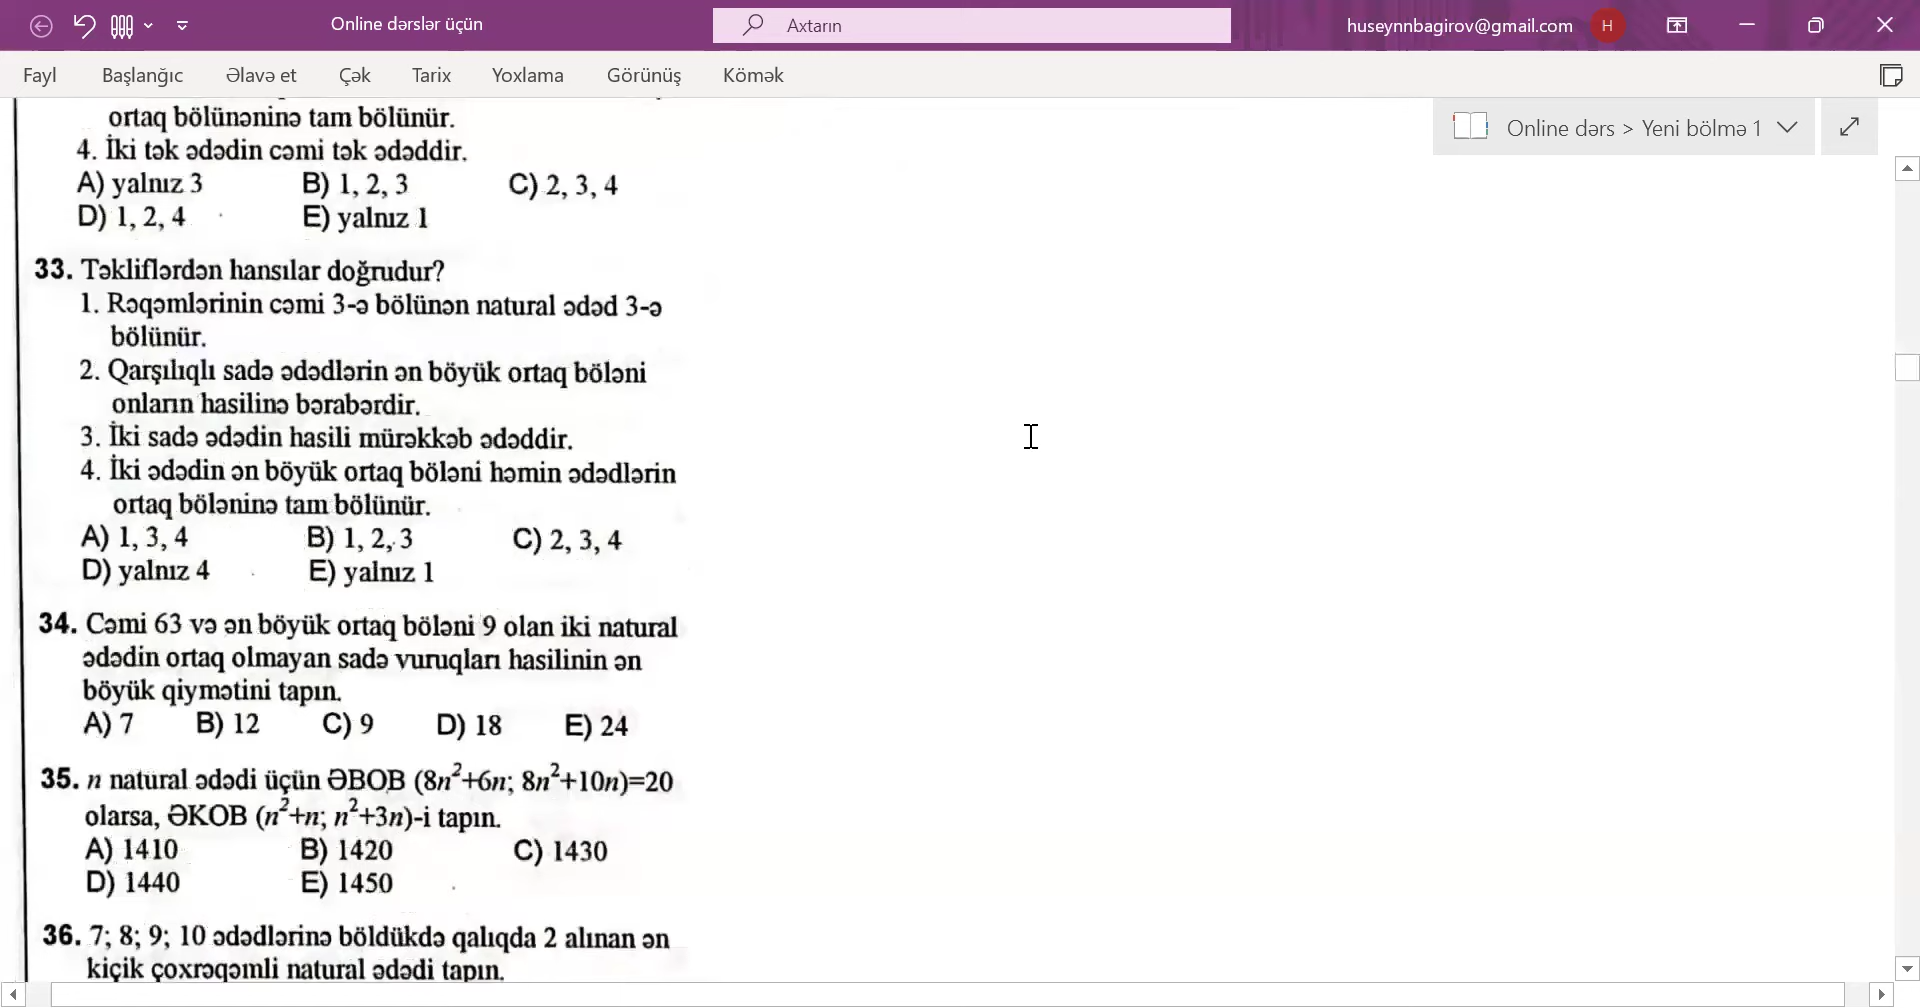 Online dərslər üçün
Axtarın
huseynnbagirov@gmail.com
H
Fayl Başlanğıc Əlavə et Çək Tarix Yoxlama Görünüş Kömək
Online dərs > Yeni bölmə 1
ortaq bölünəninə tam bölünür.
4. İki tək ədədin cəmi tək ədəddir.
A) yalnız 3 B) 1, 2, 3 C) 2, 3, 4
D) 1, 2, 4 E) yalnız 1
33. Təkliflərdən hansılar doğrudur?
1. Rəqəmlərinin cəmi 3-ə bölünən natural ədəd 3-ə
bölünür.
2. Qarşılıqlı sadə ədədlərin ən böyük ortaq böləni
onların hasilinə bərabərdir.
3. İki sadə ədədin hasili mürəkkəb ədəddir.
4. İki ədədin ən böyük ortaq böləni həmin ədədlərin
ortaq böləninə tam bölünür.
A) 1, 3, 4 B) 1, 2, 3 C) 2, 3, 4
D) yalnız 4 E) yalnız 1
34. Cəmi 63 və ən böyük ortaq böləni 9 olan iki natural
ədədin ortaq olmayan sadə vuruqları hasilinin ən
böyük qiymətini tapın.
A) 7 B) 12 C) 9 D) 18 E) 24
35. n natural ədədi üçün ƏBOB (8n²+6n; 8n²+10n)=20
olarsa, ƏKOB (n²+n; n²+3n)-i tapın.
A) 1410 B) 1420 C) 1430
D) 1440 E) 1450
36. 7; 8; 9; 10 ədədlərinə böldükdə qalıqda 2 alınan ən
kiçik çoxrəqəmli natural ədədi tapın.